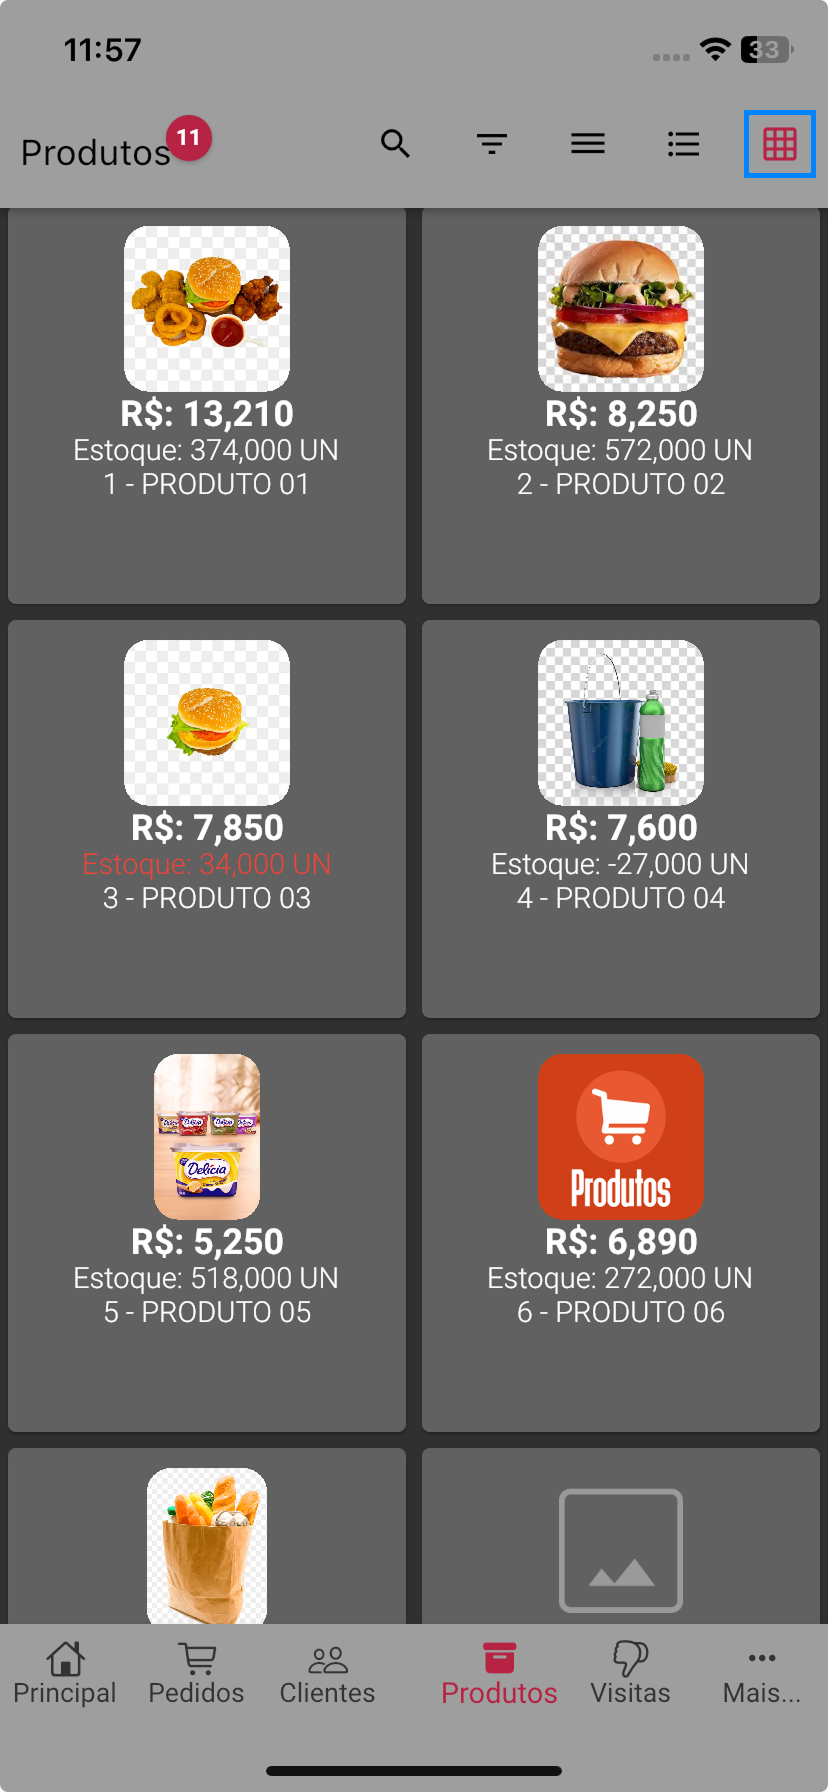 11:57
33
Produtos
11
R$: 13,210
Estoque: 374,000 UN
1 - PRODUTO 01
R$: 8,250
Estoque: 572,000 UN
2 - PRODUTO 02
R$: 7,850
Estoque: 34,000 UN
3 - PRODUTO 03
R$: 7,600
Estoque: -27,000 UN
4 - PRODUTO 04
Delícia
R$: 5,250
Estoque: 518,000 UN
5 - PRODUTO 05
Produtos
R$: 6,890
Estoque: 272,000 UN
6 - PRODUTO 06
Principal
Pedidos
Clientes
Produtos
Visitas
Mais...